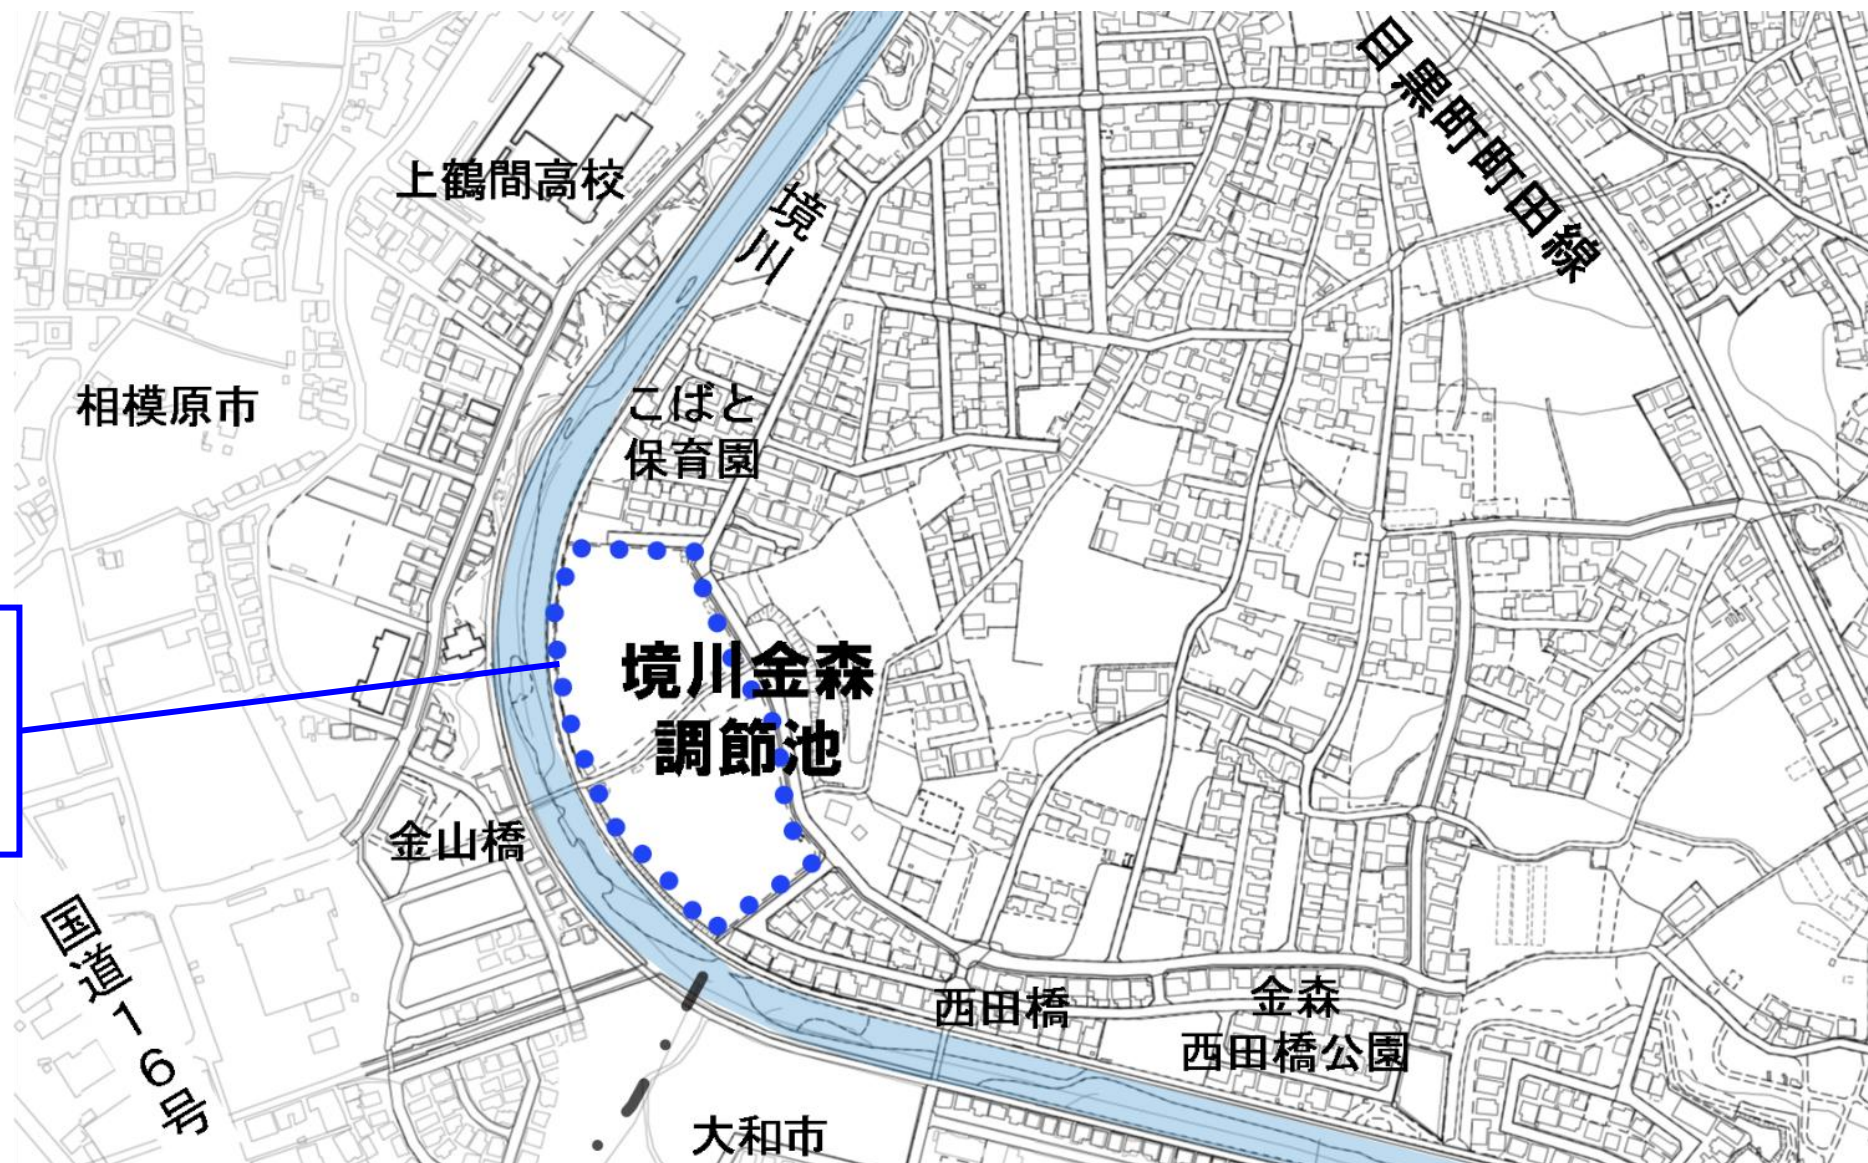 目黒町町田線
上鶴間高校
境川
相模原市
こばと
保育園
境川金森
調節池
金山橋
国道16号
西田橋
金森
西田橋公園
大和市